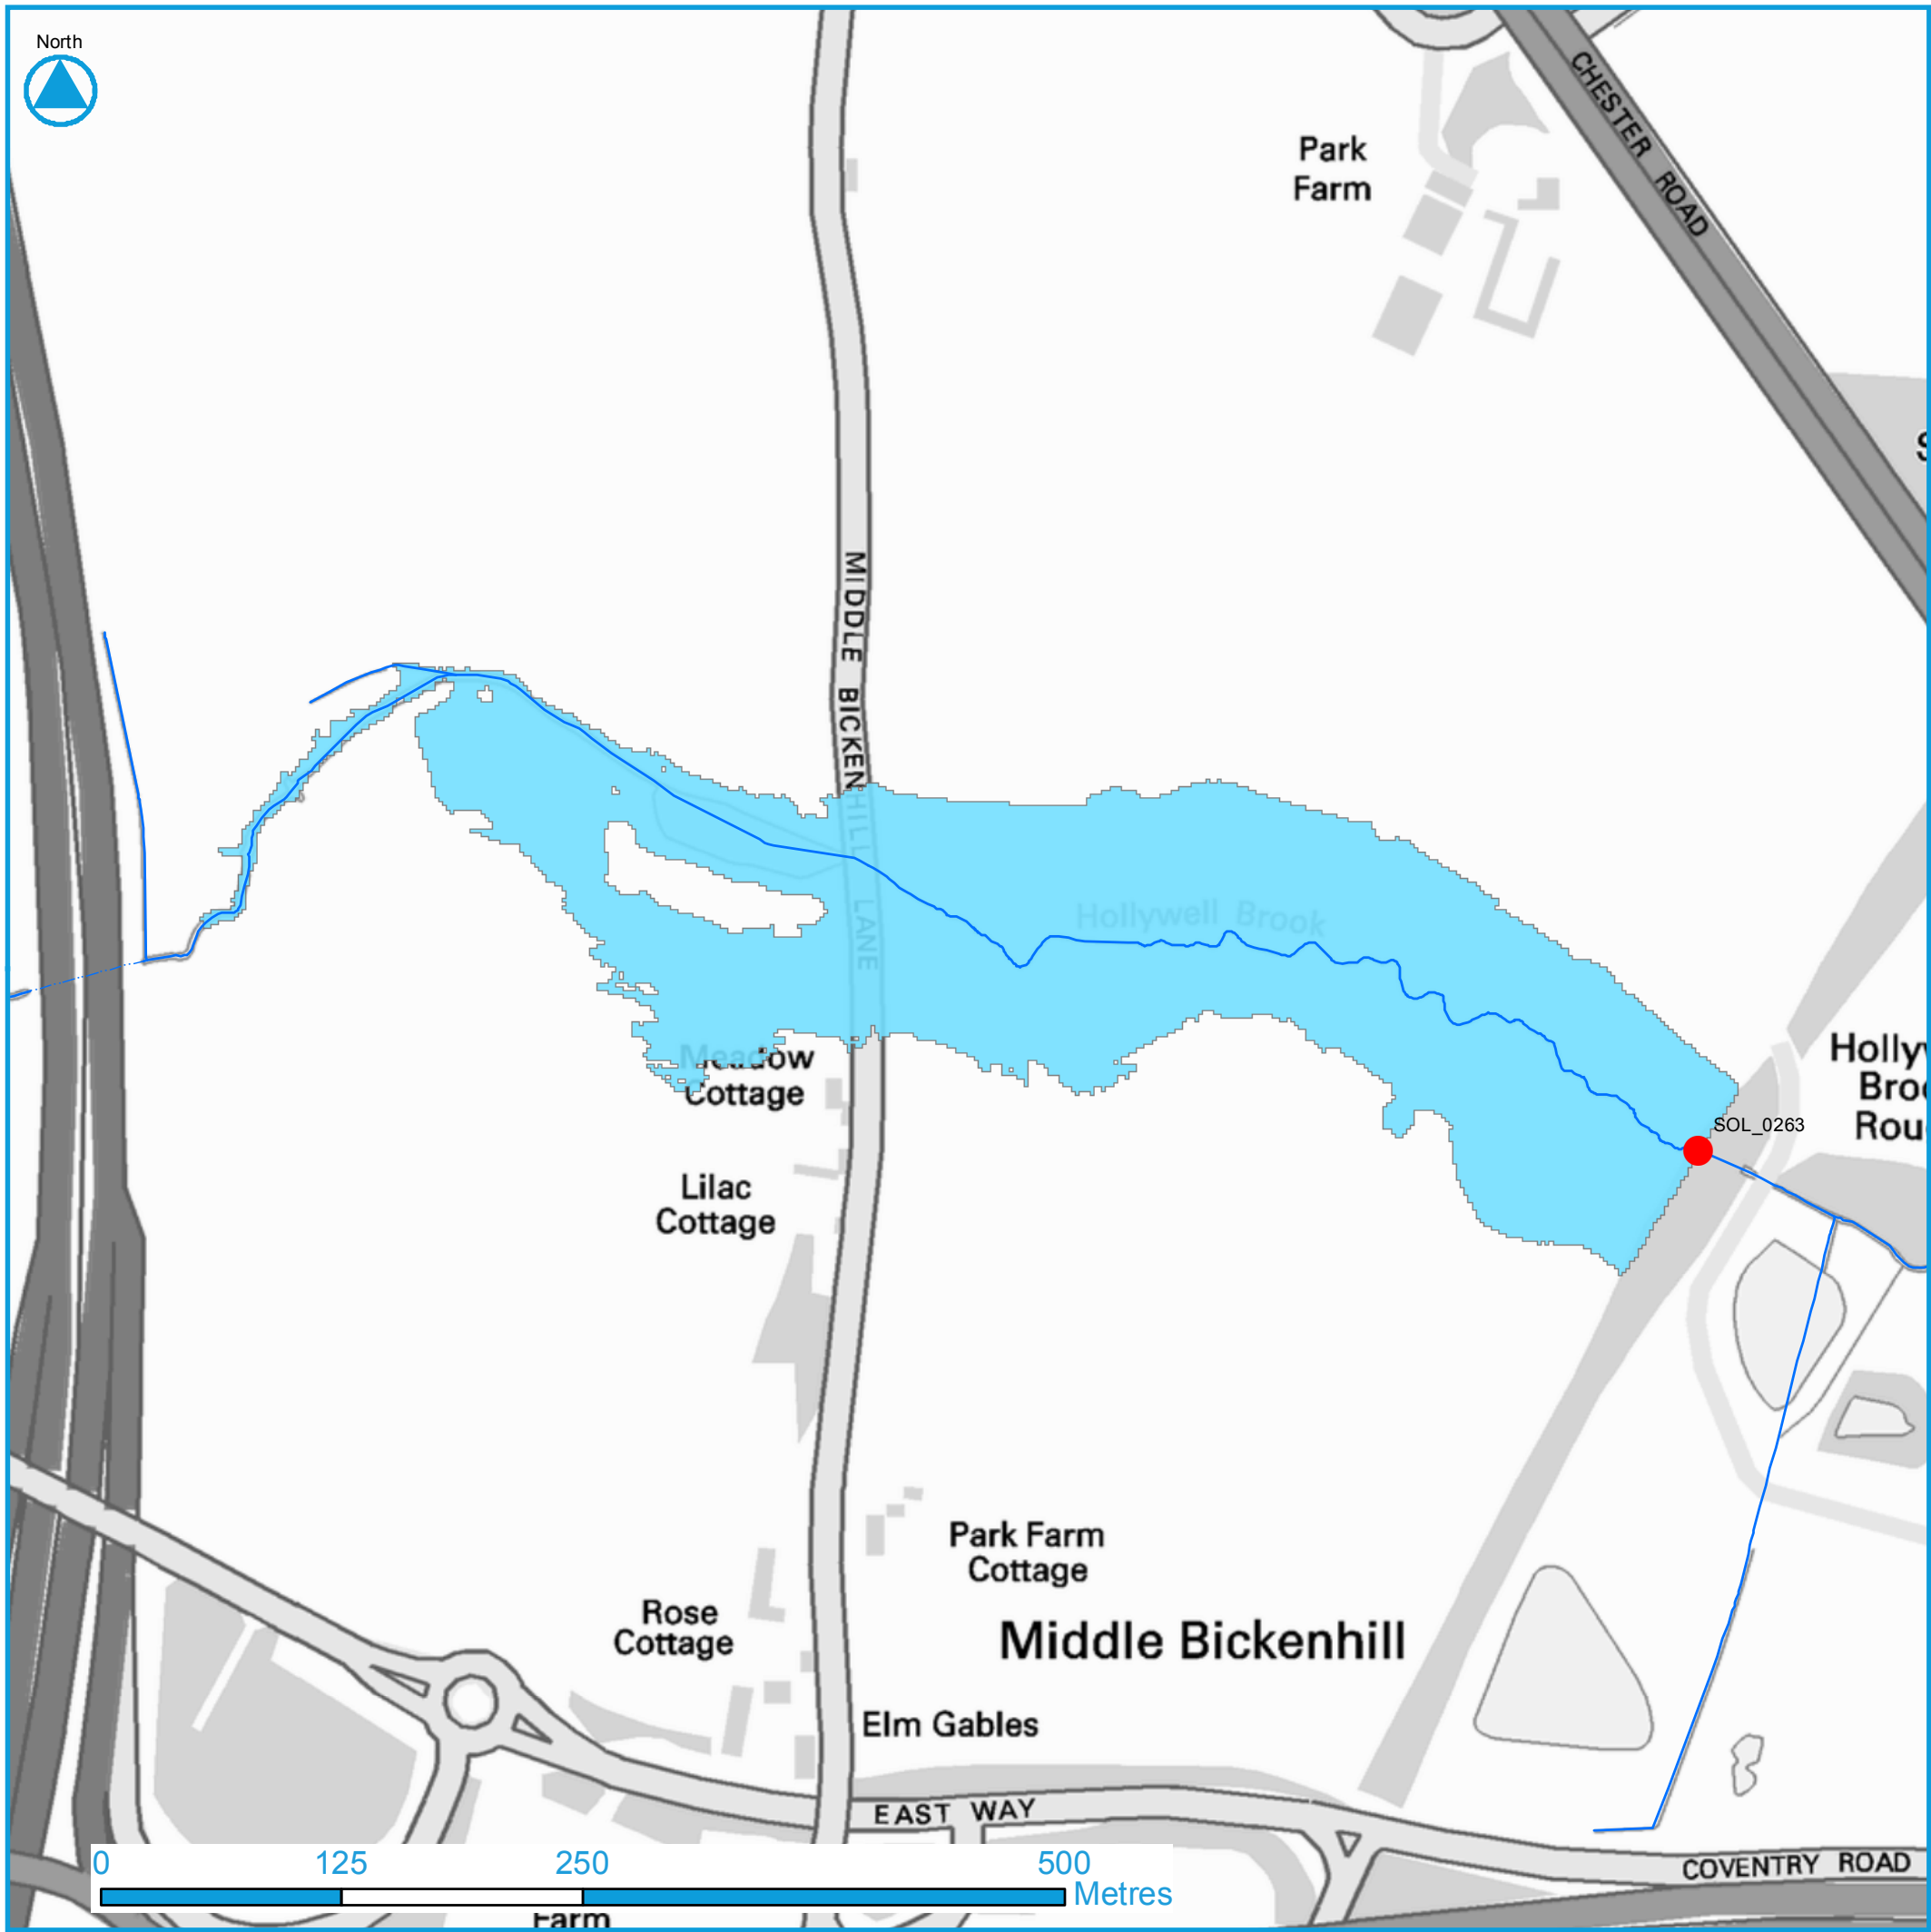 North
CHESTER ROAD
Park
Farm
MIDDLE BICKENHILL LANE
Hollywell Brook
Meadow
Cottage
SOL_0263
Lilac
Cottage
Park Farm
Cottage
Rose
Cottage
Middle Bickenhill
Elm Gables
EAST WAY
COVENTRY ROAD
0 125 250 500
Metres
Farm